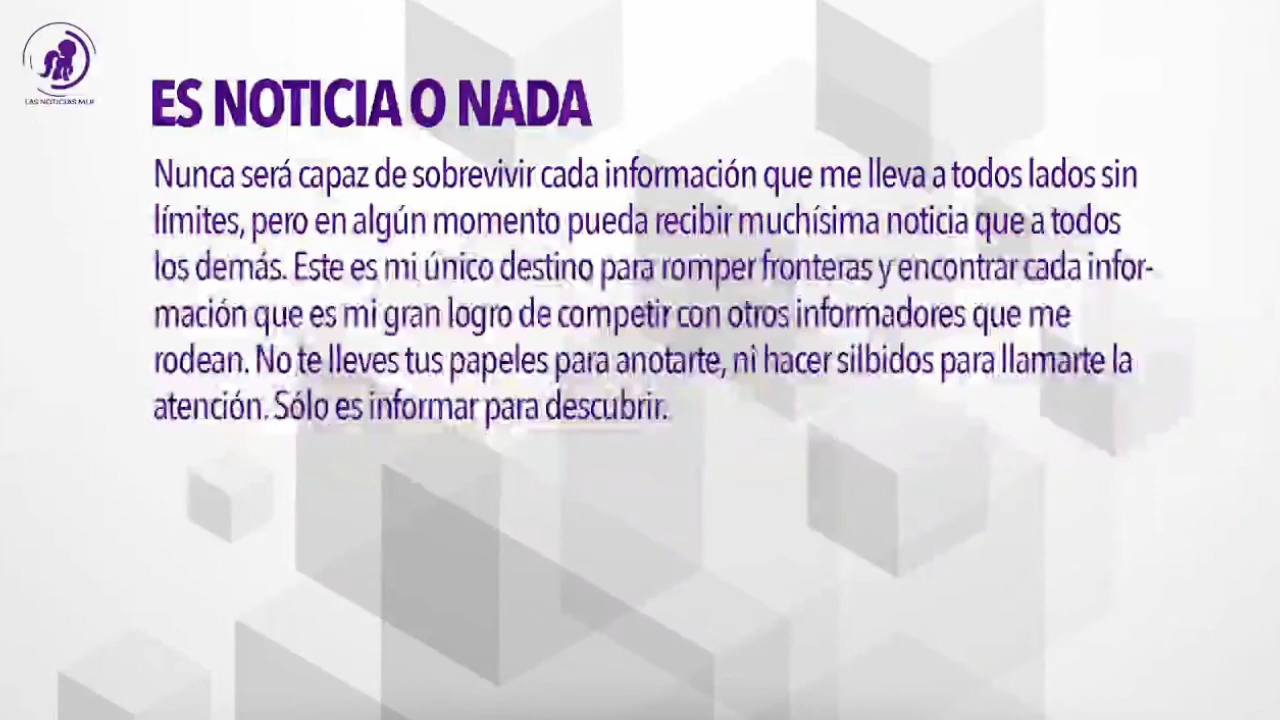 LAS NOTICIAS MLP
ES NOTICIA O NADA
Nunca será capaz de sobrevivir cada información que me lleva a todos lados sin
límites, pero en algún momento pueda recibir muchísima noticia que a todos
los demás. Este es mi único destino para romper fronteras y encontrar cada infor-
mación que es mi gran logro de competir con otros informadores que me
rodean. No te lleves tus papeles para anotarte, ni hacer silbidos para llamarte la
atención. Sólo es informar para descubrir.